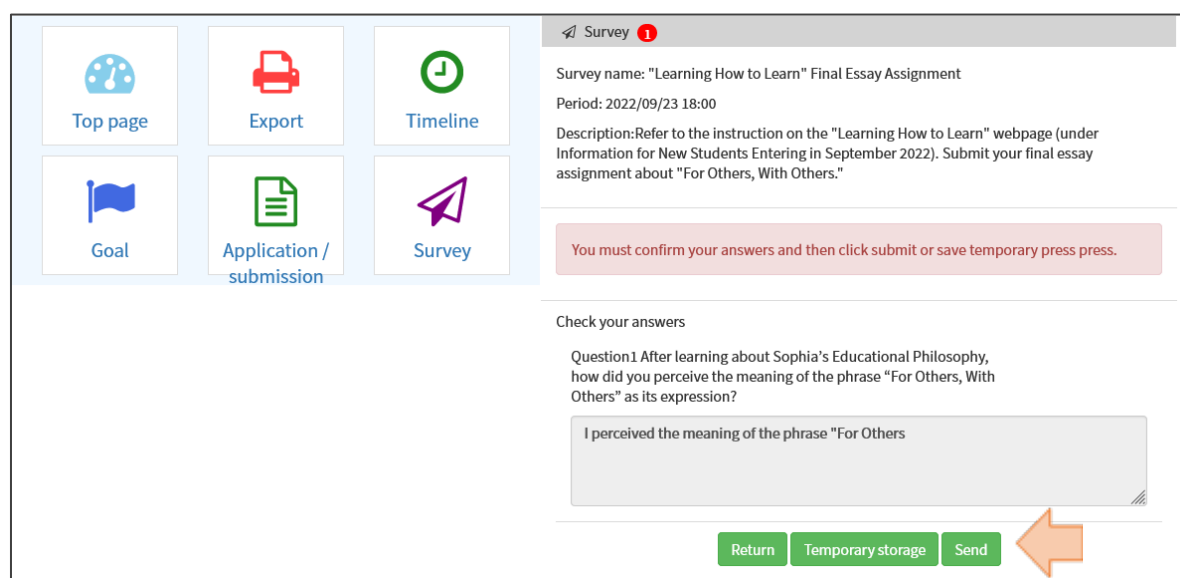 Top page
Export
Timeline
Goal
Application /
submission
Survey
Survey 1
Survey name: "Learning How to Learn" Final Essay Assignment
Period: 2022/09/23 18:00
Description:Refer to the instruction on the "Learning How to Learn" webpage (under
Information for New Students Entering in September 2022). Submit your final essay
assignment about "For Others, With Others."
You must confirm your answers and then click submit or save temporary press press.
Check your answers
Question1 After learning about Sophia’s Educational Philosophy,
how did you perceive the meaning of the phrase “For Others, With
Others” as its expression?
I perceived the meaning of the phrase "For Others
Return
Temporary storage
Send